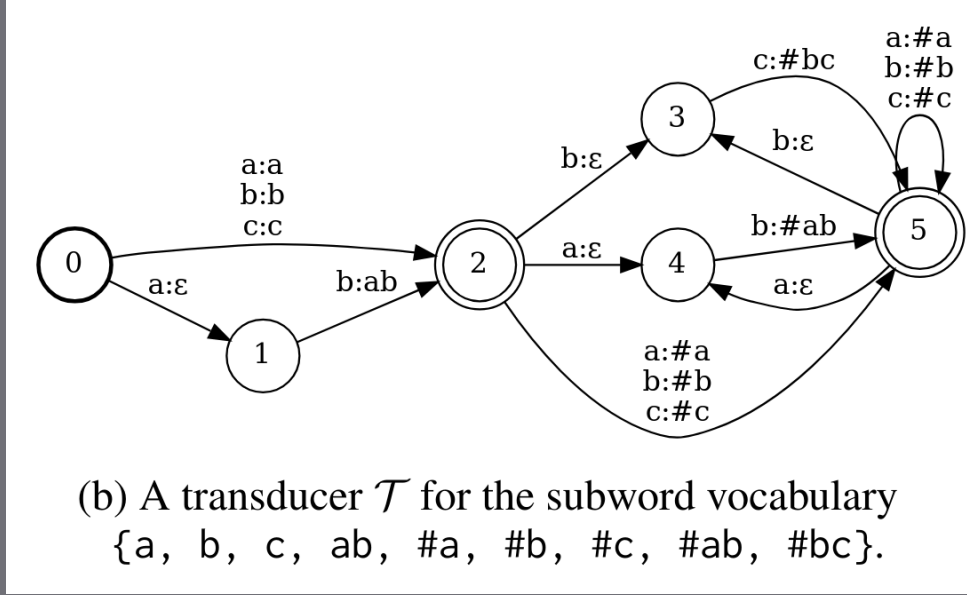 a:#a
b:#b
c:#c
c:#bc
3
b:ε
b:ε
a:a
b:b
c:c
0
2
a:ε
4
b:#ab
5
a:ε
a:ε
b:ab
1
a:#a
b:#b
c:#c
(b) A transducer 𝒯 for the subword vocabulary
{a, b, c, ab, #a, #b, #c, #ab, #bc}.